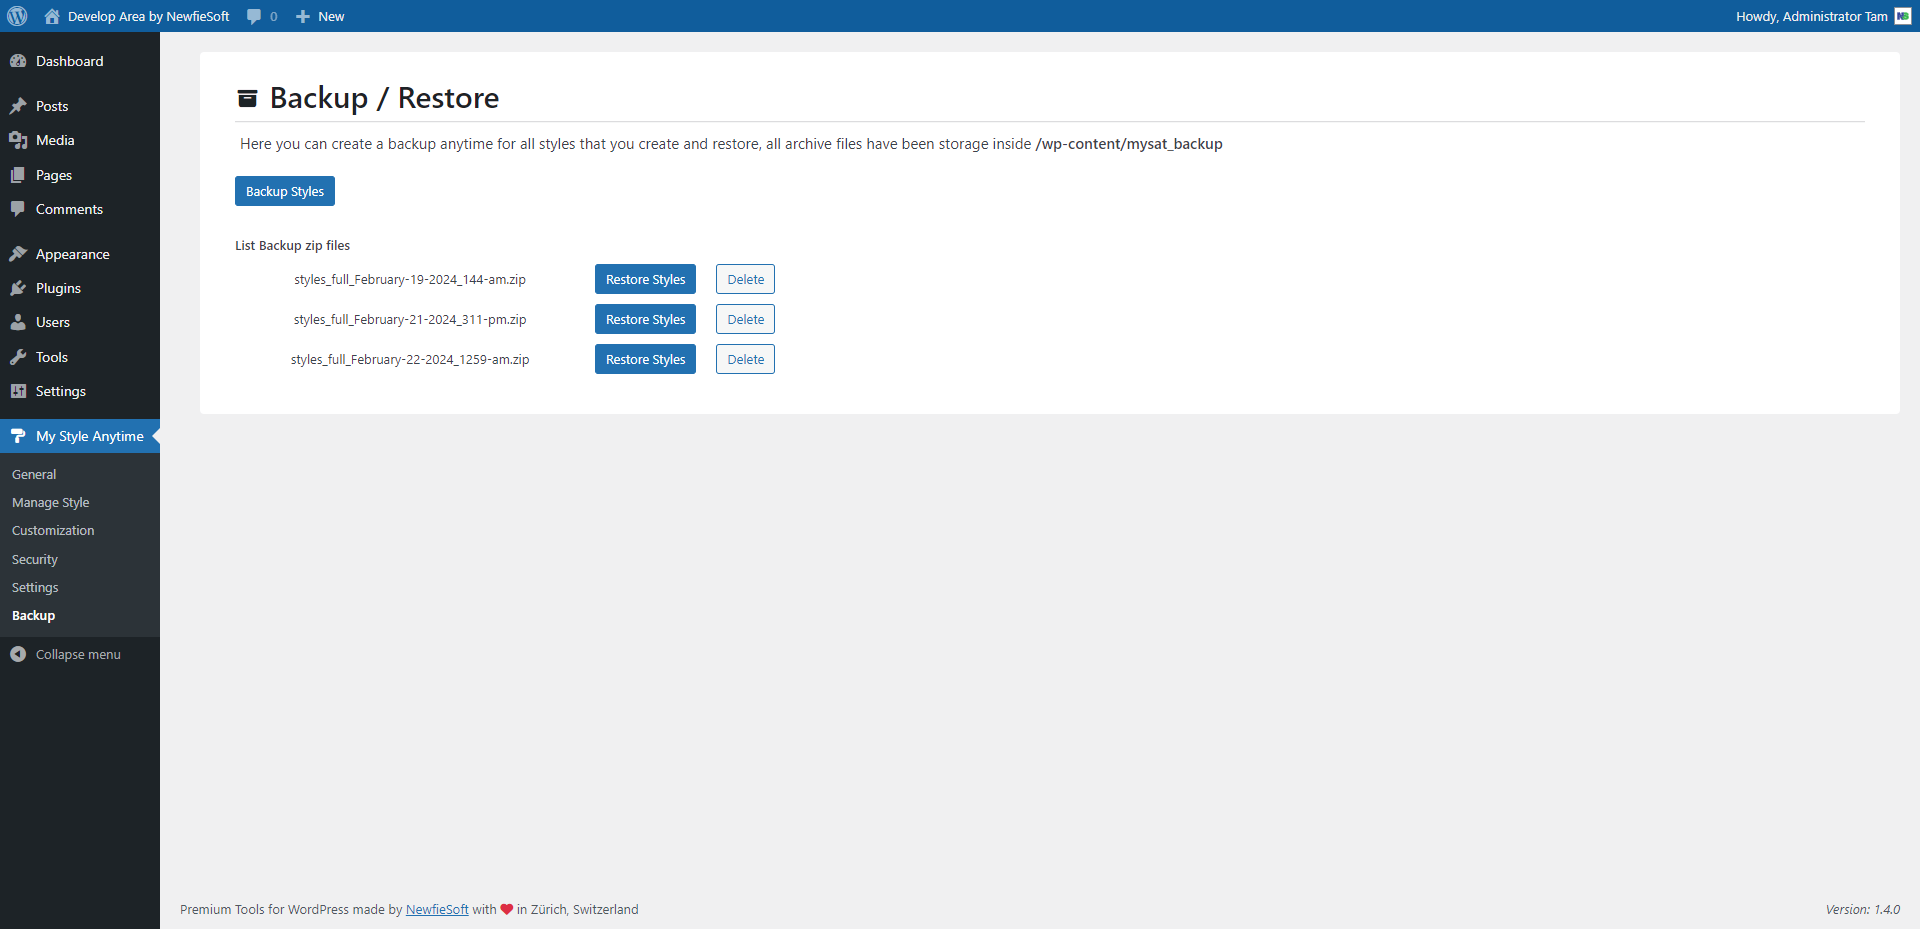 Develop Area by NewfieSoft 0 New Howdy, Administrator Tam
Dashboard
Posts
Media
Pages
Comments
Appearance
Plugins
Users
Tools
Settings
My Style Anytime
General
Manage Style
Customization
Security
Settings
Backup
Collapse menu
Backup / Restore
Here you can create a backup anytime for all styles that you create and restore, all archive files have been storage inside /wp-content/mysat_backup
Backup Styles
List Backup zip files
styles_full_February-19-2024_144-am.zip Restore Styles Delete
styles_full_February-21-2024_311-pm.zip Restore Styles Delete
styles_full_February-22-2024_1259-am.zip Restore Styles Delete
Premium Tools for WordPress made by NewfieSoft with ❤ in Zürich, Switzerland Version: 1.4.0